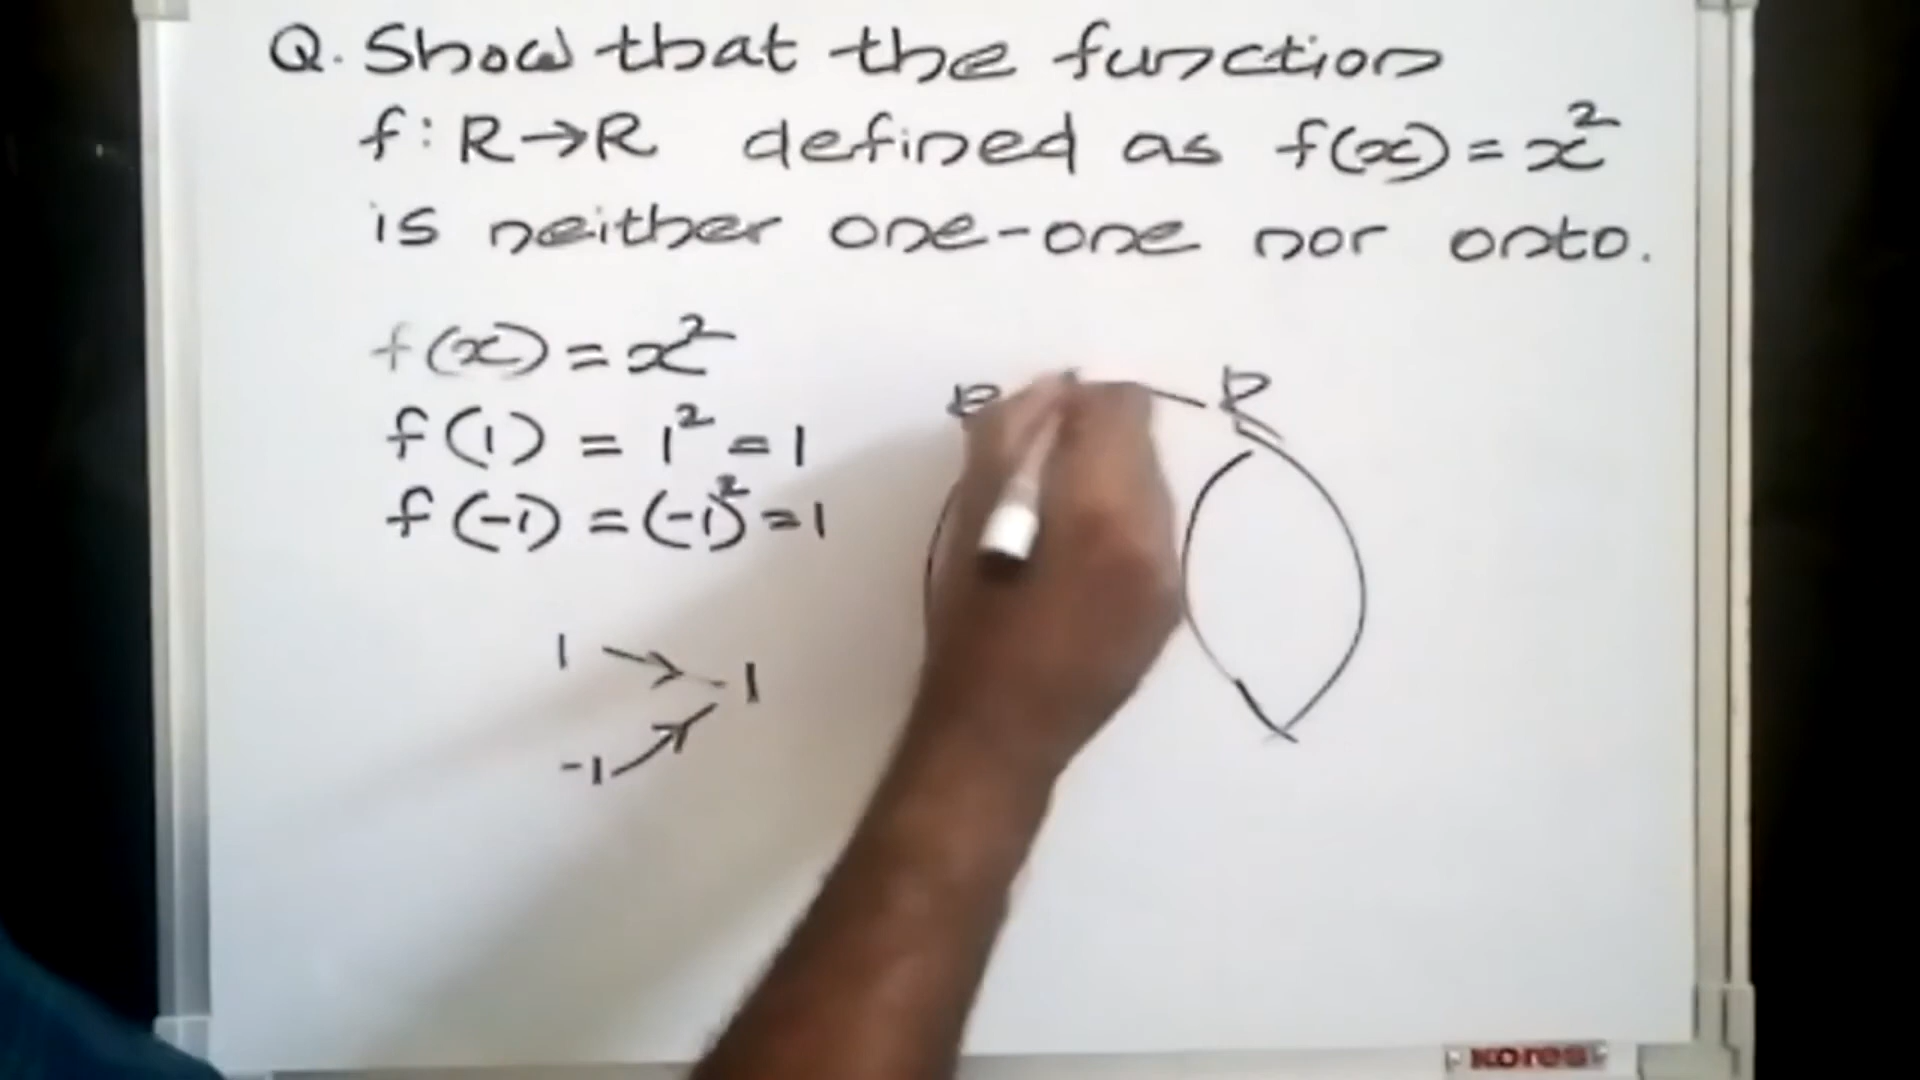 Q. Show that the function
f : R→R defined as f(x) = x²
is neither one-one nor onto.
f(x) = x²
f(1) = 1² = 1
f(-1) = (-1)² = 1
1
1
-1
R
kores